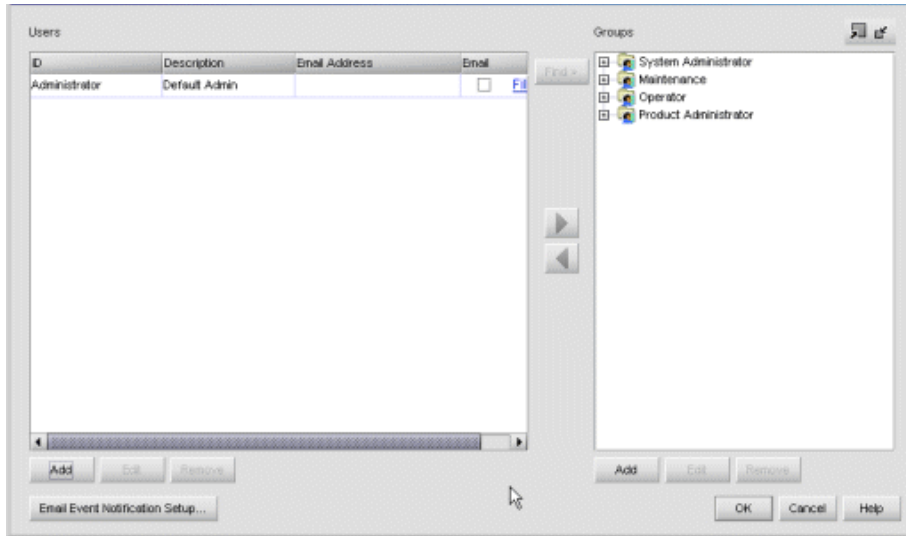 Users
ID Description Email Address Email
Administrator Default Admin Fil
Find >
Add Edit Remove
Email Event Notification Setup...
Groups
System Administrator
Maintenance
Operator
Product Administrator
Add Edit Remove
OK Cancel Help